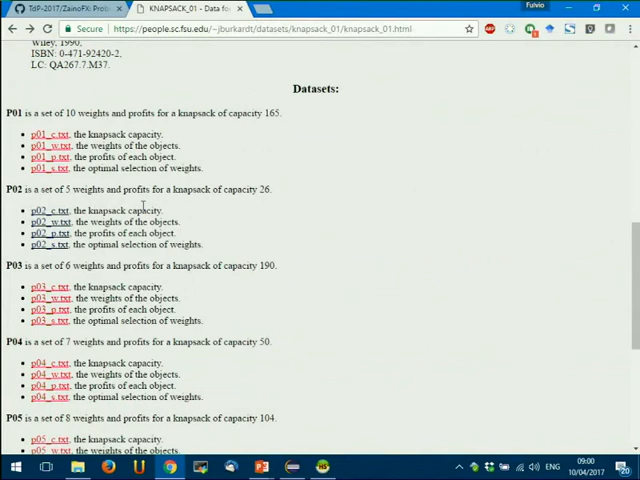 TdP-2017/ZainoFX: Prob
KNAPSACK_01 - Data fo
Fulvio
Secure
https://people.sc.fsu.edu/~jburkardt/datasets/knapsack_01/knapsack_01.html
Wiley, 1990,
ISBN: 0-471-92420-2,
LC: QA267.7.M37.
Datasets:
P01 is a set of 10 weights and profits for a knapsack of capacity 165.
p01_c.txt, the knapsack capacity.
p01_w.txt, the weights of the objects.
p01_p.txt, the profits of each object.
p01_s.txt, the optimal selection of weights.
P02 is a set of 5 weights and profits for a knapsack of capacity 26.
p02_c.txt, the knapsack capacity.
p02_w.txt, the weights of the objects.
p02_p.txt, the profits of each object.
p02_s.txt, the optimal selection of weights.
P03 is a set of 6 weights and profits for a knapsack of capacity 190.
p03_c.txt, the knapsack capacity.
p03_w.txt, the weights of the objects.
p03_p.txt, the profits of each object.
p03_s.txt, the optimal selection of weights.
P04 is a set of 7 weights and profits for a knapsack of capacity 50.
p04_c.txt, the knapsack capacity.
p04_w.txt, the weights of the objects.
p04_p.txt, the profits of each object.
p04_s.txt, the optimal selection of weights.
P05 is a set of 8 weights and profits for a knapsack of capacity 104.
p05_c.txt, the knapsack capacity.
p05_w.txt, the weights of the objects.
ENG
09:00
10/04/2017
20